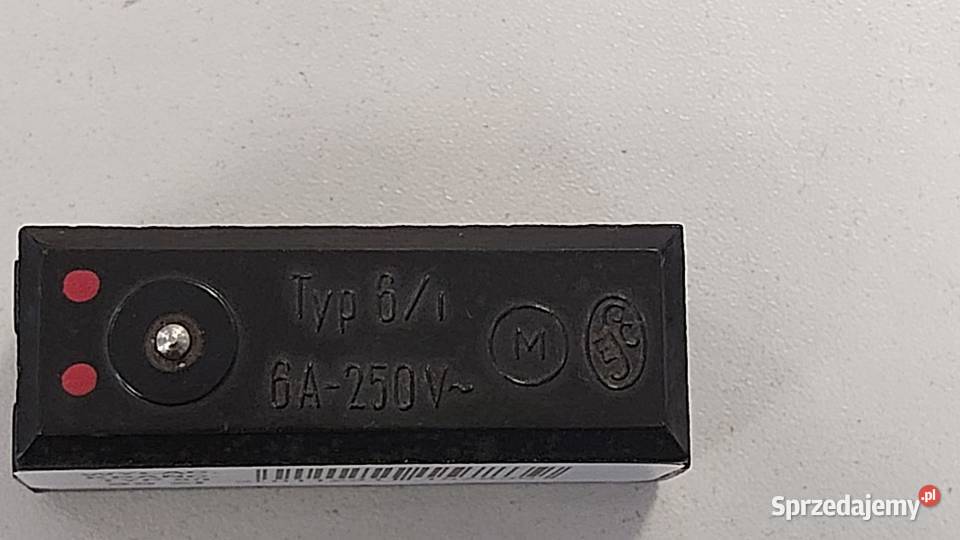 Typ 6/1
6A-250V~
M
ESC
Sprzedajemy.pl